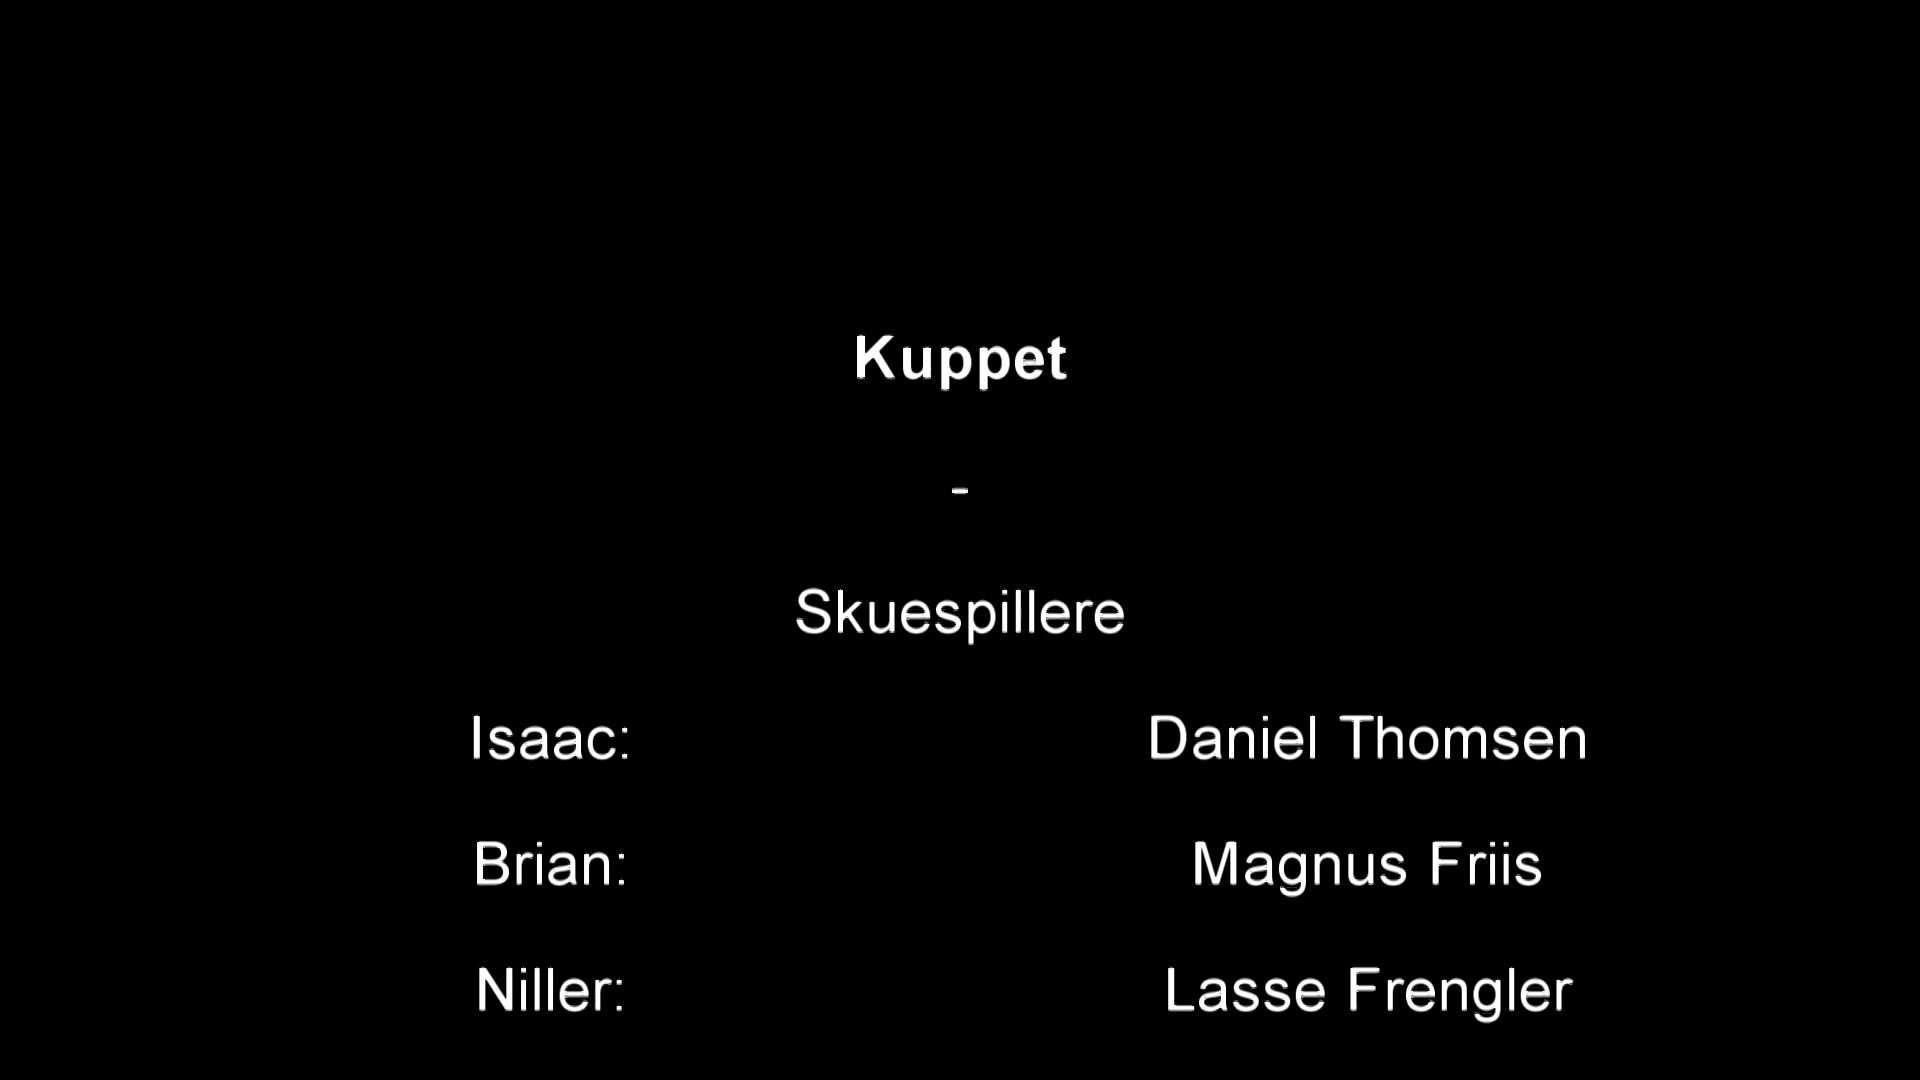 Kuppet
-
Skuespillere
Isaac: Daniel Thomsen
Brian: Magnus Friis
Niller: Lasse Frengler